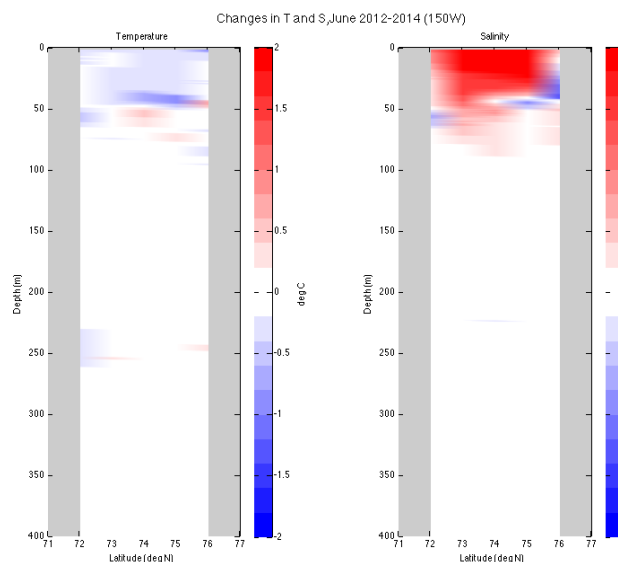 Changes in T and S, June 2012-2014 (150W)
Temperature
Salinity
0
50
100
150
200
250
300
350
400
Depth (m)
71 72 73 74 75 76 77
Latitude (deg N)
2
1.5
1
0.5
0
-0.5
-1
-1.5
-2
deg C
0
50
100
150
200
250
300
350
400
Depth (m)
71 72 73 74 75 76 77
Latitude (deg N)